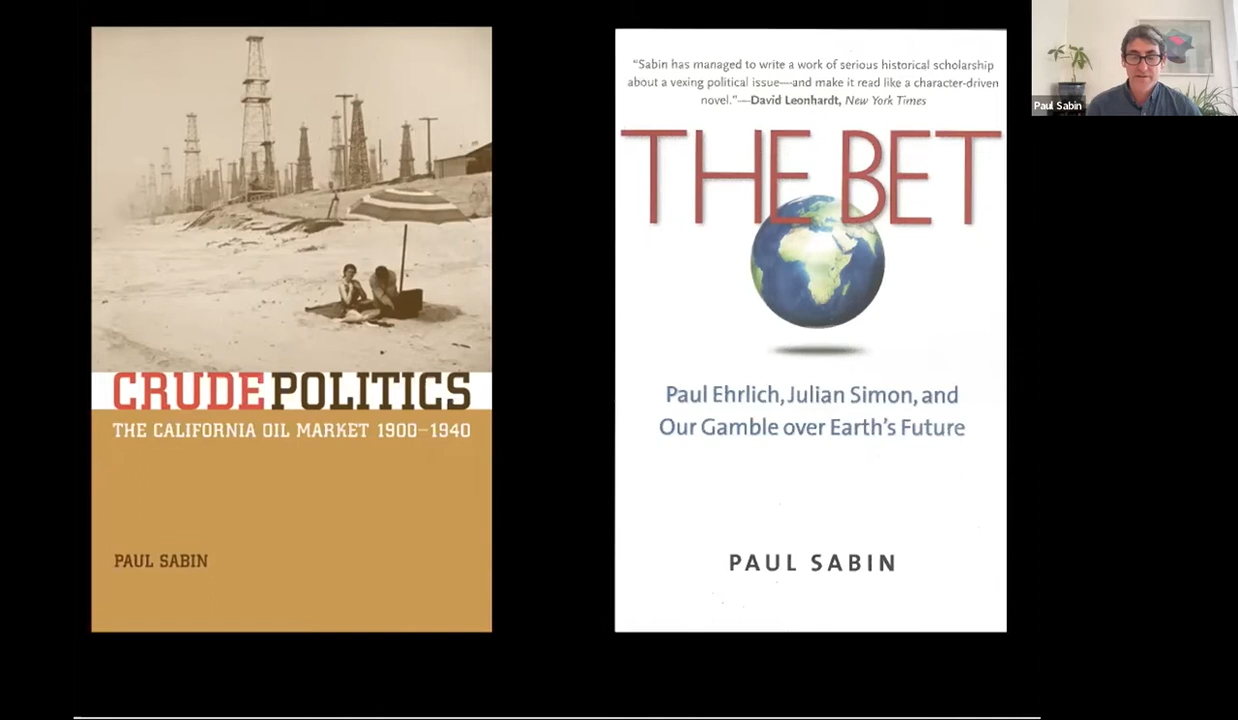 CRUDEPOLITICS
THE CALIFORNIA OIL MARKET 1900–1940
PAUL SABIN
“Sabin has managed to write a work of serious historical scholarship
about a vexing political issue—and make it read like a character-driven
novel.”—David Leonhardt, New York Times
THE BET
Paul Ehrlich, Julian Simon, and
Our Gamble over Earth’s Future
PAUL SABIN
Paul Sabin